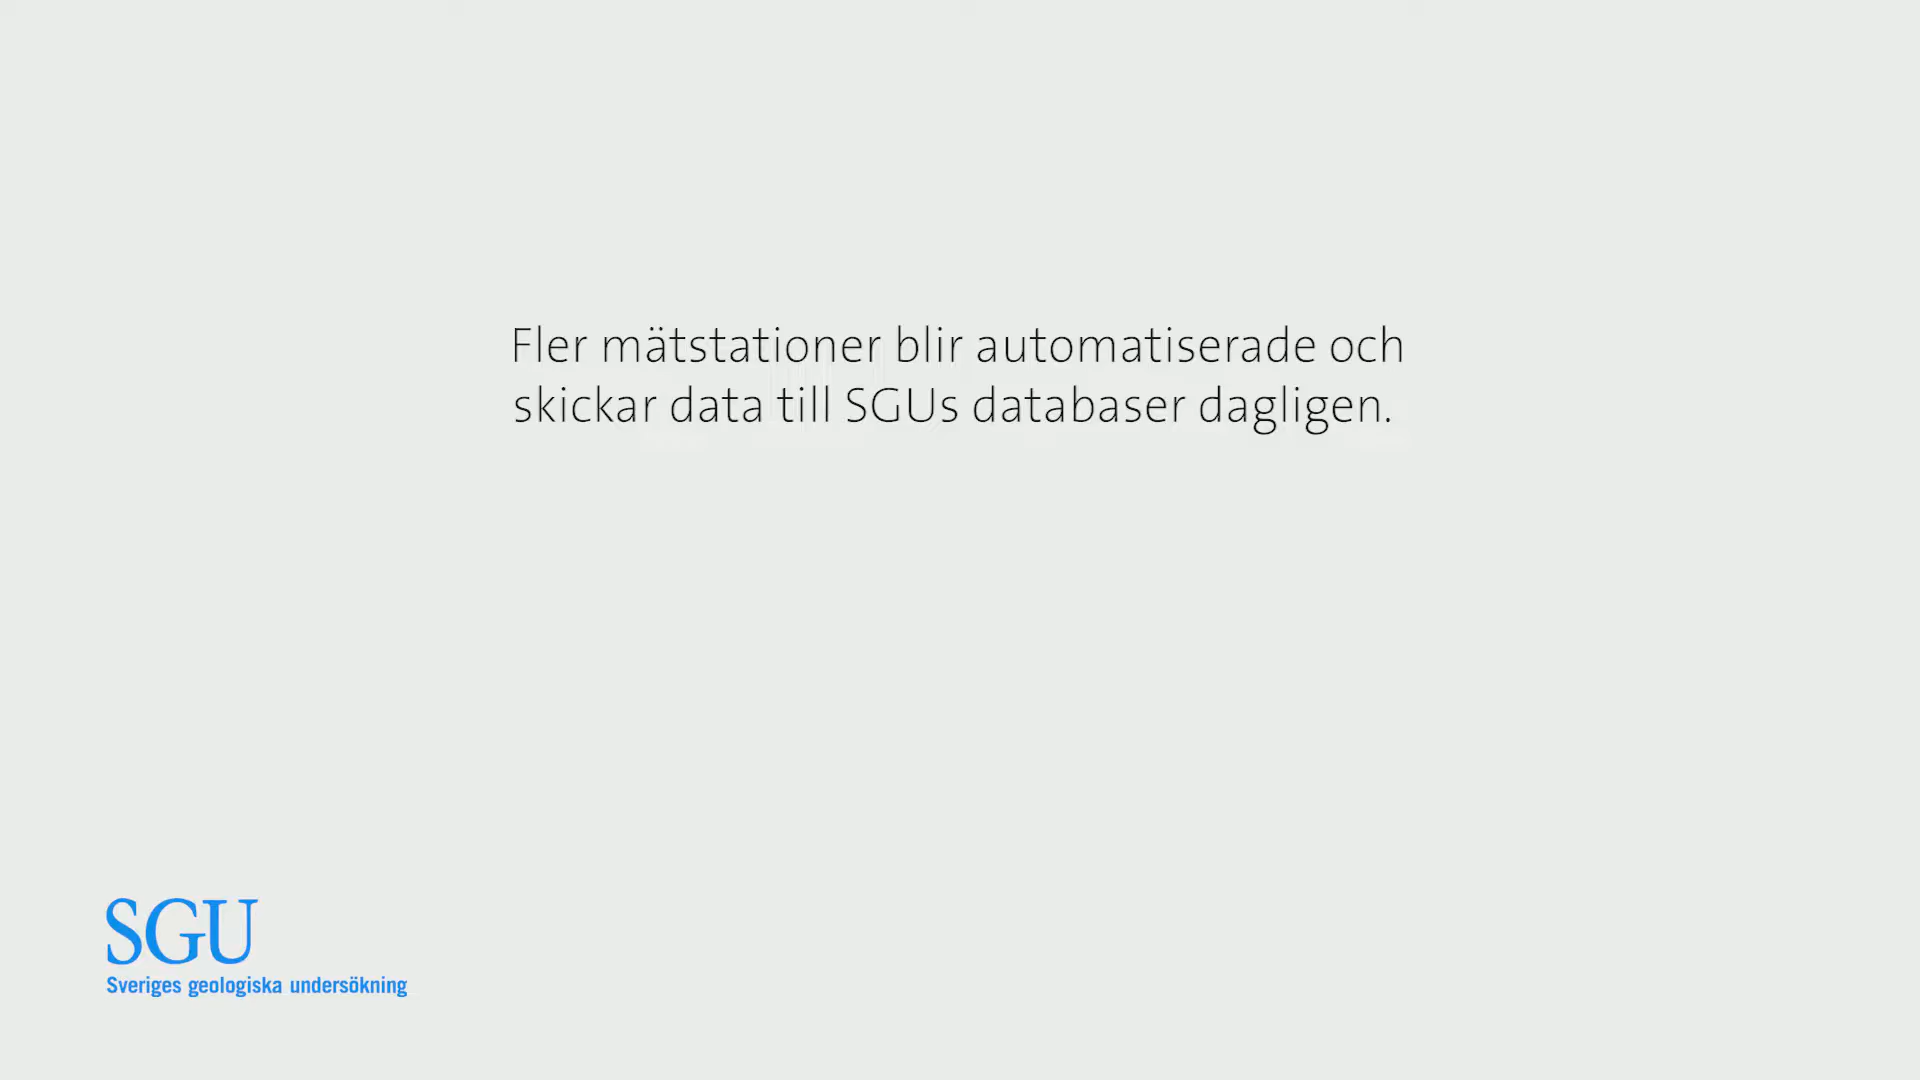 Fler mätstationer blir automatiserade och
skickar data till SGUs databaser dagligen.
SGU
Sveriges geologiska undersökning